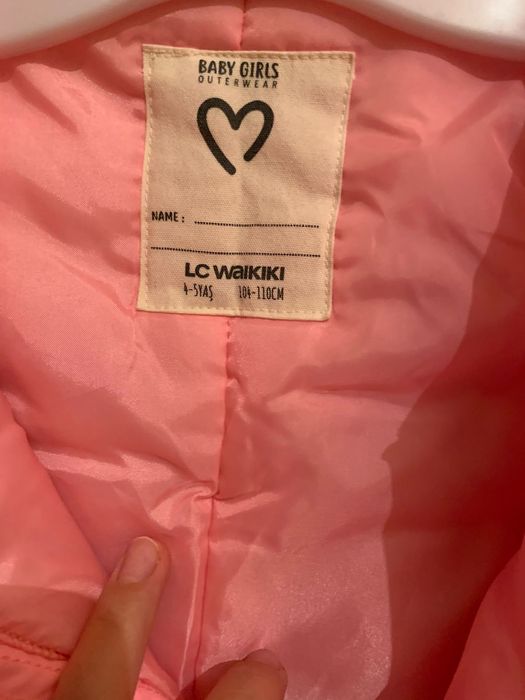 BABY GIRLS
OUTERWEAR
NAME :
LC WAIKIKI
4-5YAŞ 104-110CM